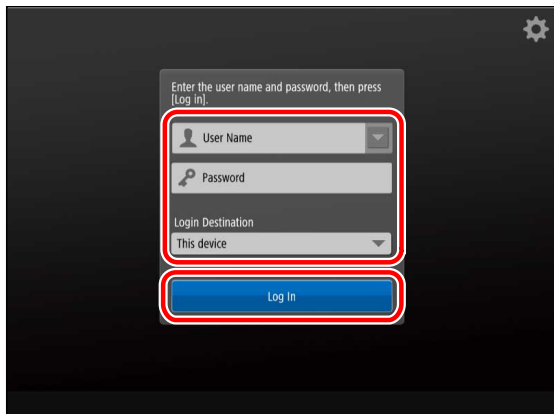 Enter the user name and password, then press
[Log in].
User Name
Password
Login Destination
This device
Log In